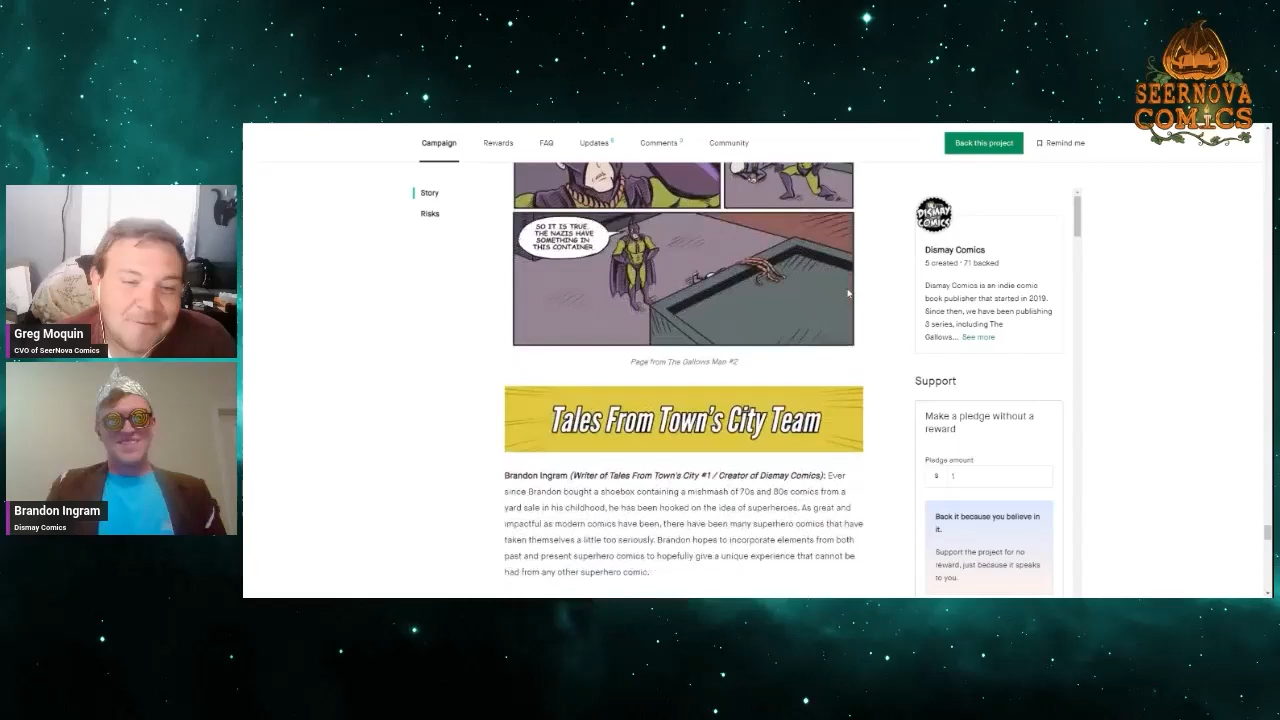 SEERNOVA
COMICS
Campaign
Rewards
FAQ
Updates
Comments
Community
Back this project
Remind me
Story
Risks
SO IT IS TRUE.
THE NAZIS HAVE
SOMETHING IN
THIS CONTAINER.
Page from The Gallows Man #2
Tales From Town's City Team
Brandon Ingram (Writer of Tales From Town's City #1 / Creator of Dismay Comics): Ever
since Brandon bought a shoebox containing a mishmash of 70s and 80s comics from a
yard sale in his childhood, he has been hooked on the idea of superheroes. As great and
impactful as modern comics have been, there have been many superhero comics that have
taken themselves a little too seriously. Brandon hopes to incorporate elements from both
past and present superhero comics to hopefully give a unique experience that cannot be
had from any other superhero comic.
DISMAY
COMICS
Dismay Comics
5 created · 71 backed
Dismay Comics is an indie comic
book publisher that started in 2019.
Since then, we have been publishing
3 series, including The
Gallows... See more
Support
Make a pledge without a
reward
Pledge amount
$ 1
Back it because you believe in
it.
Support the project for no
reward, just because it speaks
to you.
Greg Moquin
CVO of SeerNova Comics
Brandon Ingram
Dismay Comics